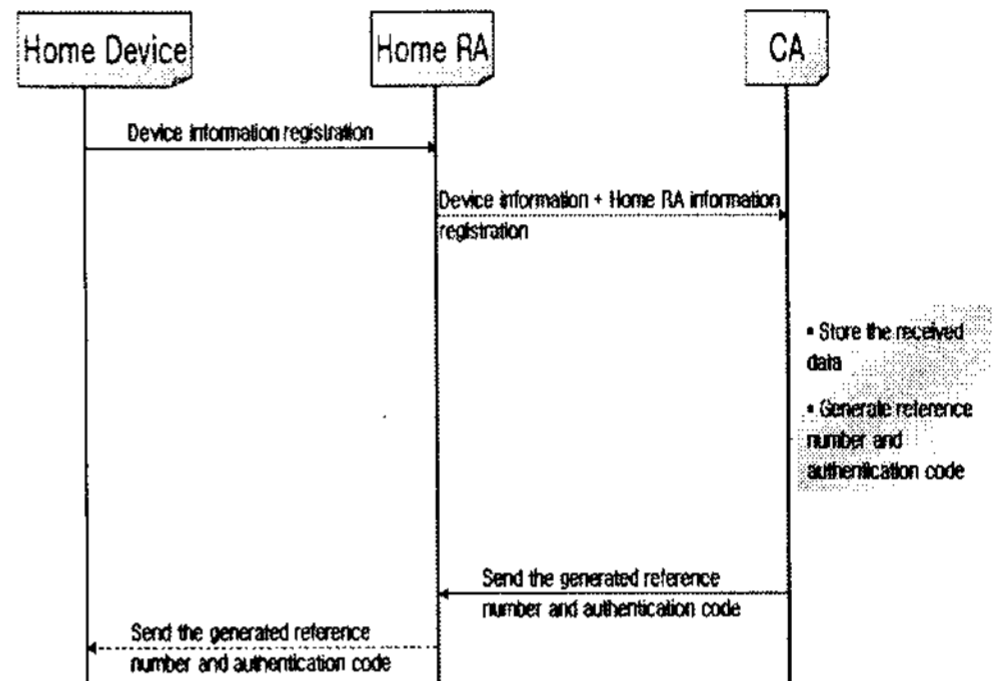 Home Device
Home RA
CA
Device information registration
Device information + Home RA information
registration
▪ Store the received
data
▪ Generate reference
number and
authentication code
Send the generated reference
number and authentication code
Send the generated reference
number and authentication code